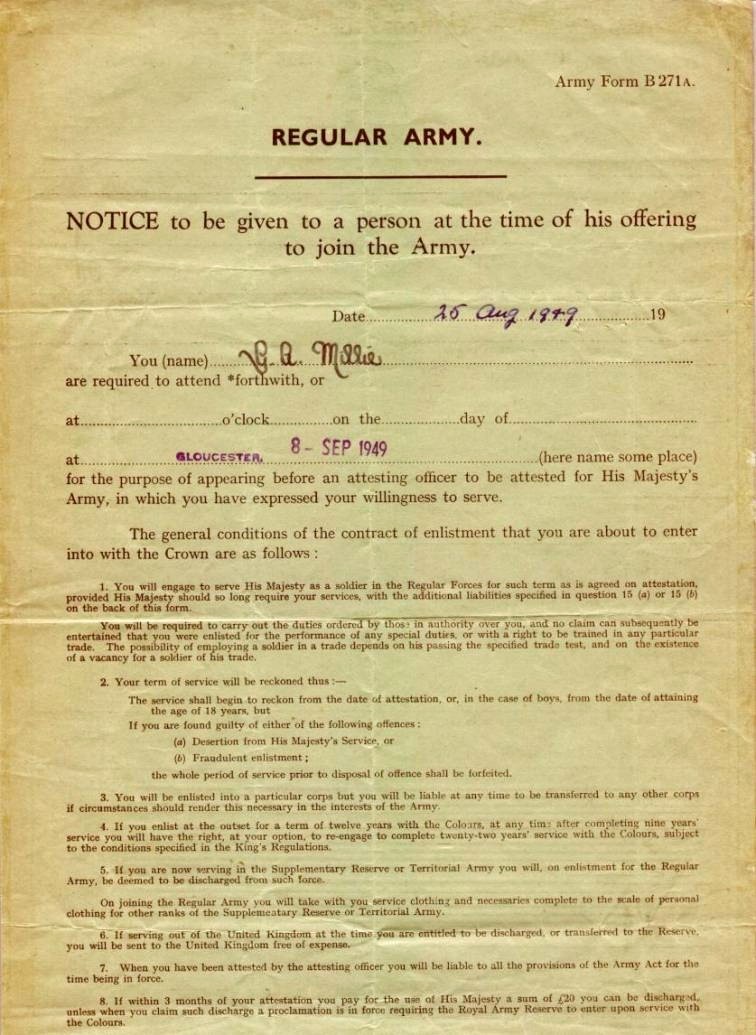 Army Form B 271A.
REGULAR ARMY.
NOTICE to be given to a person at the time of his offering
to join the Army.
Date 25 Aug 1949 19
You (name) G. A. Millie
are required to attend *forthwith, or
at o'clock on the day of
at GLOUCESTER. 8 - SEP 1949 (here name some place)
for the purpose of appearing before an attesting officer to be attested for His Majesty's
Army, in which you have expressed your willingness to serve.
The general conditions of the contract of enlistment that you are about to enter
into with the Crown are as follows :
1. You will engage to serve His Majesty as a soldier in the Regular Forces for such term as is agreed on attestation,
provided His Majesty should so long require your services, with the additional liabilities specified in question 15 (a) or 15 (b)
on the back of this form.
You will be required to carry out the duties ordered by those in authority over you, and no claim can subsequently be
entertained that you were enlisted for the performance of any special duties, or with a right to be trained in any particular
trade. The possibility of employing a soldier in a trade depends on his passing the specified trade test, and on the existence
of a vacancy for a soldier of his trade.
2. Your term of service will be reckoned thus :—
The service shall begin to reckon from the date of attestation, or, in the case of boys, from the date of attaining
the age of 18 years, but
If you are found guilty of either of the following offences :
(a) Desertion from His Majesty's Service, or
(b) Fraudulent enlistment ;
the whole period of service prior to disposal of offence shall be forfeited.
3. You will be enlisted into a particular corps but you will be liable at any time to be transferred to any other corps
if circumstances should render this necessary in the interests of the Army.
4. If you enlist at the outset for a term of twelve years with the Colours, at any time after completing nine years'
service you will have the right, at your option, to re-engage to complete twenty-two years' service with the Colours, subject
to the conditions specified in the King's Regulations.
5. If you are now serving in the Supplementary Reserve or Territorial Army you will, on enlistment for the Regular
Army, be deemed to be discharged from such force.
On joining the Regular Army you will take with you service clothing and necessaries complete to the scale of personal
clothing for other ranks of the Supplementary Reserve or Territorial Army.
6. If serving out of the United Kingdom at the time you are entitled to be discharged, or transferred to the Reserve,
you will be sent to the United Kingdom free of expense.
7. When you have been attested by the attesting officer you will be liable to all the provisions of the Army Act for the
time being in force.
8. If within 3 months of your attestation you pay for the use of His Majesty a sum of £20 you can be discharged,
unless when you claim such discharge a proclamation is in force requiring the Royal Army Reserve to enter upon service with
the Colours.